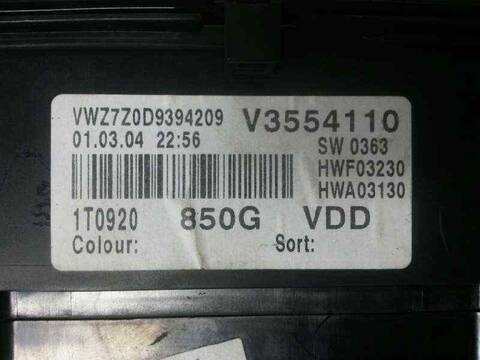 VWZ7Z0D9394209 V3554110
01.03.04 22:56 SW 0363
HWF03230
HWA03130
1T0920 850G VDD
Colour: Sort: